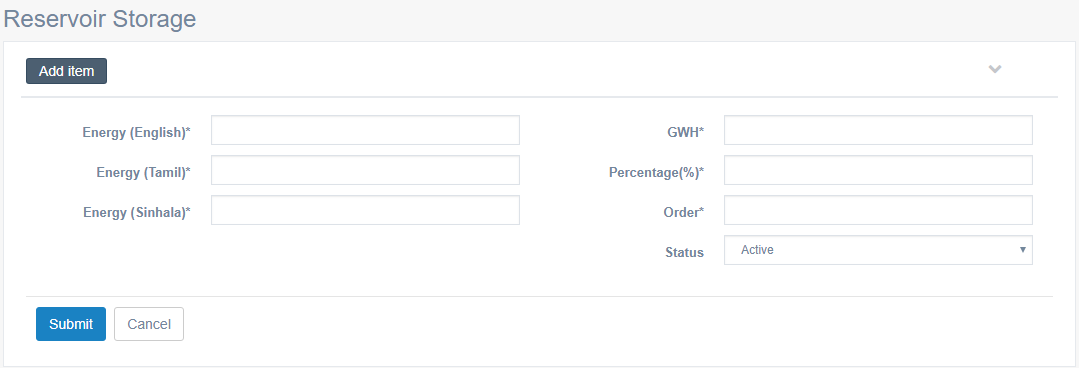 Reservoir Storage
Add item
Energy (English)*
GWH*
Energy (Tamil)*
Percentage(%)*
Energy (Sinhala)*
Order*
Status Active
Submit Cancel